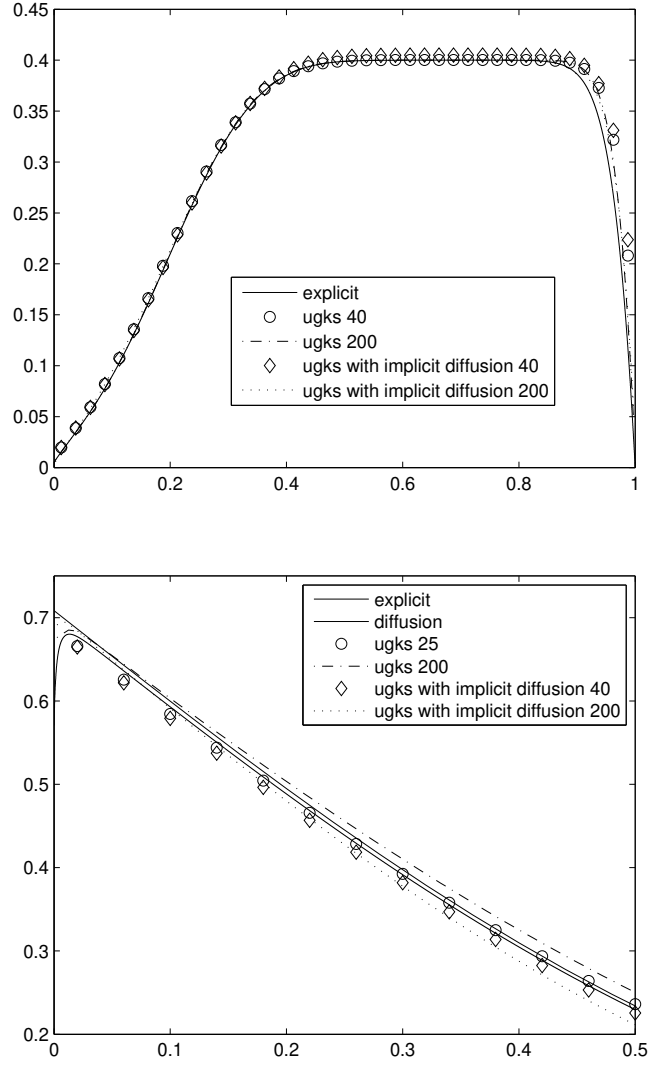 0.45
0.4
0.35
0.3
0.25
0.2
0.15
0.1
0.05
0
0 0.2 0.4 0.6 0.8 1
explicit
ugks 40
ugks 200
ugks with implicit diffusion 40
ugks with implicit diffusion 200
0.7
0.6
0.5
0.4
0.3
0.2
0 0.1 0.2 0.3 0.4 0.5
explicit
diffusion
ugks 25
ugks 200
ugks with implicit diffusion 40
ugks with implicit diffusion 200